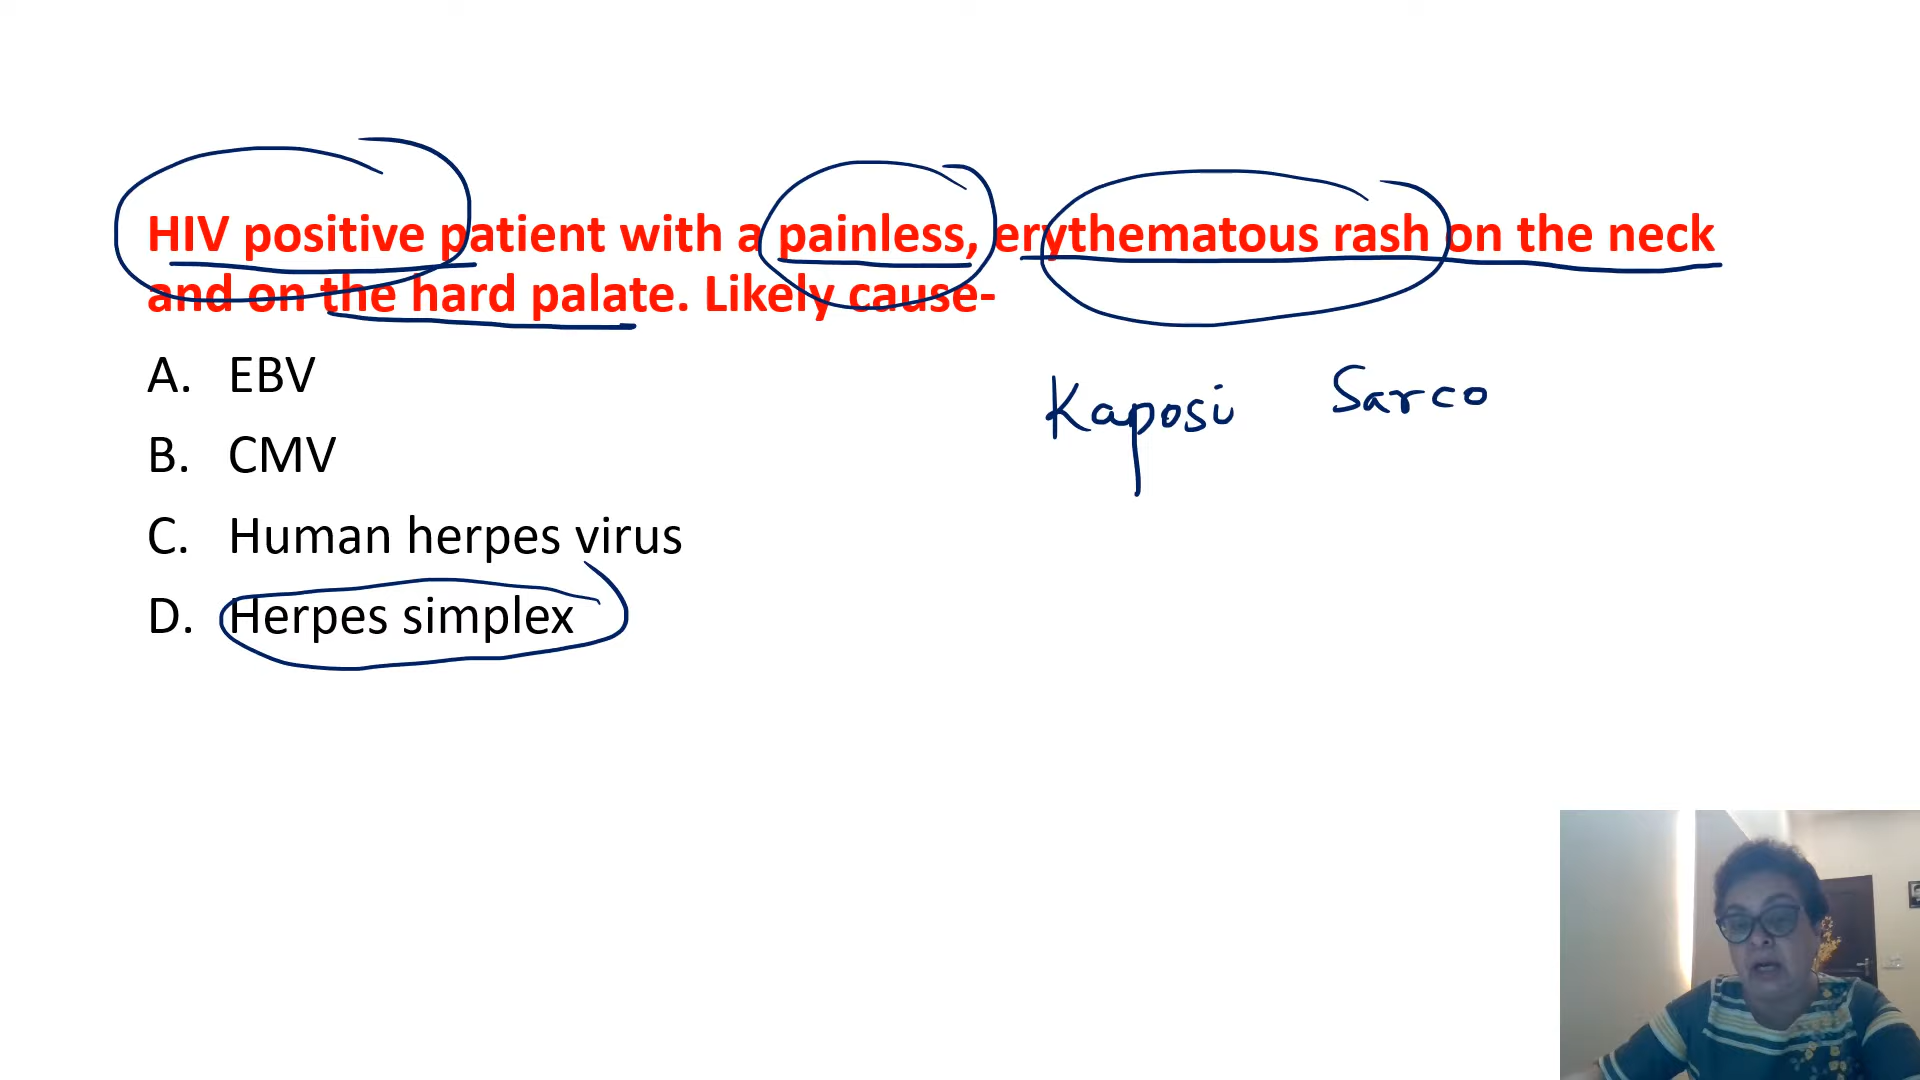 HIV positive patient with a painless, erythematous rash on the neck
and on the hard palate. Likely cause-
A. EBV
B. CMV
C. Human herpes virus
D. Herpes simplex
Kaposi Sarco